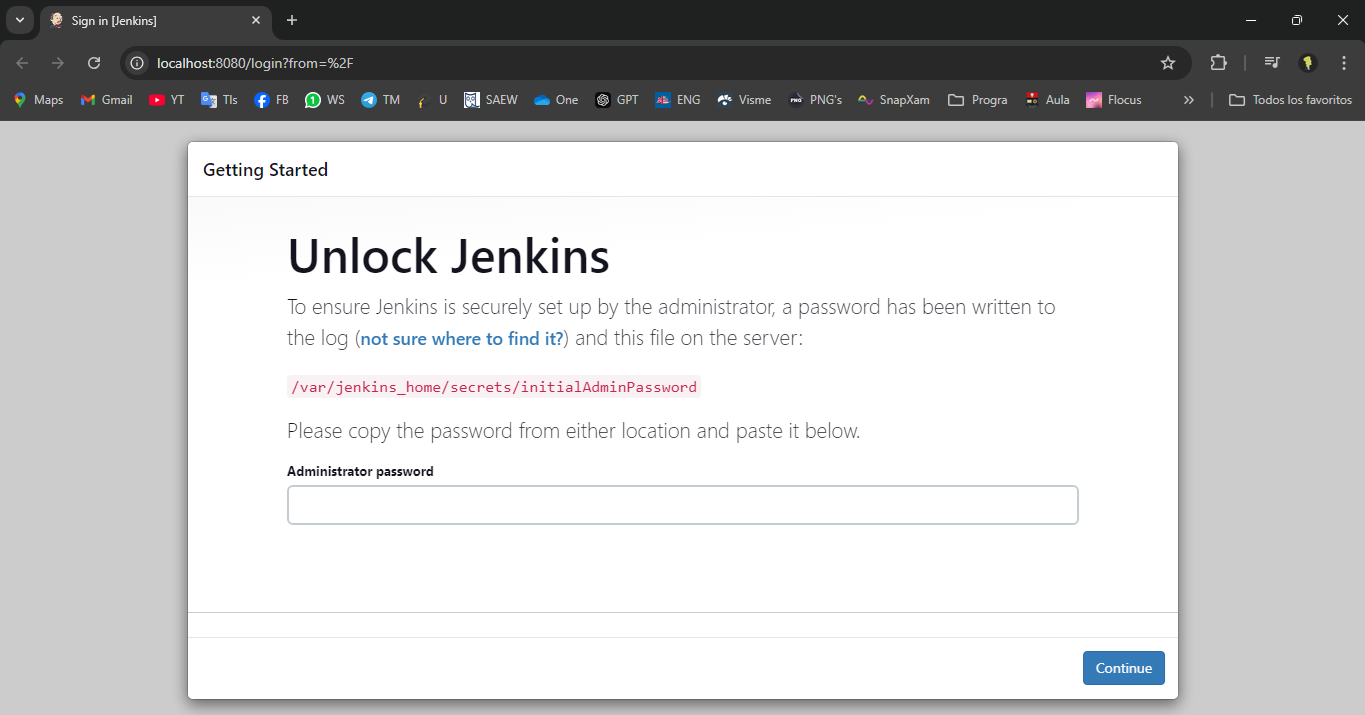 Sign in [Jenkins]
localhost:8080/login?from=%2F
Maps Gmail YT TIs FB WS TM U SAEW One GPT ENG Visme PNG's SnapXam Progra Aula Flocus Todos los favoritos
Getting Started
Unlock Jenkins
To ensure Jenkins is securely set up by the administrator, a password has been written to
the log (not sure where to find it?) and this file on the server:
/var/jenkins_home/secrets/initialAdminPassword
Please copy the password from either location and paste it below.
Administrator password
Continue